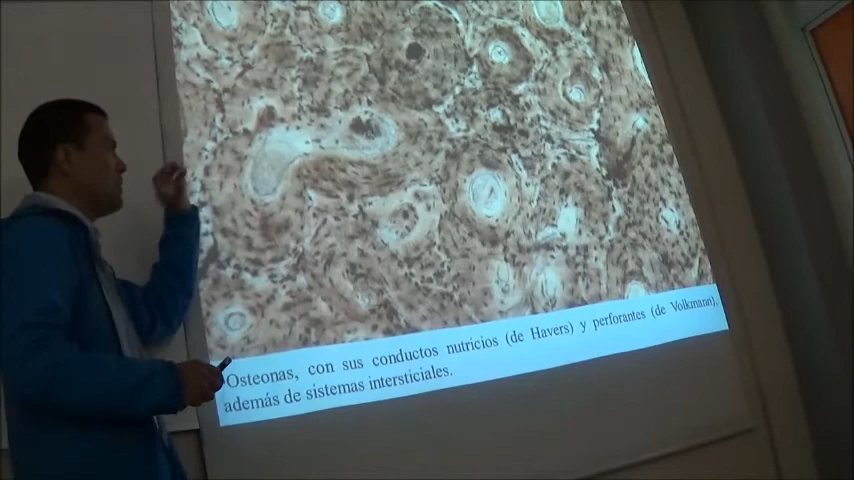 Osteonas, con sus conductos nutricios (de Havers) y perforantes (de Volkmann),
además de sistemas intersticiales.